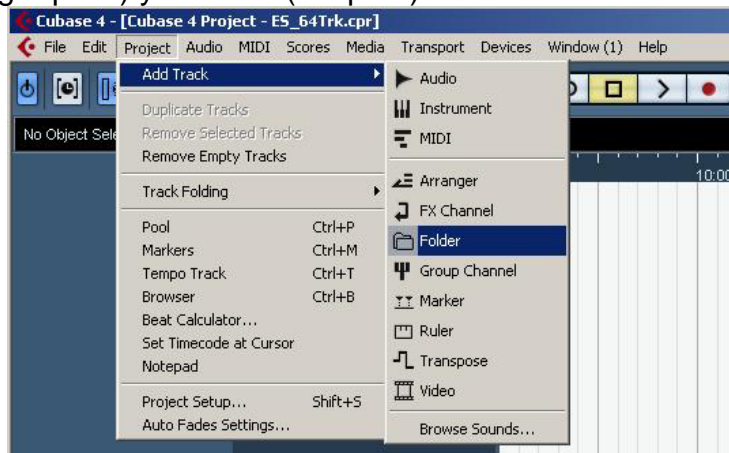 Cubase 4 - [Cubase 4 Project - ES_64Trk.cpr]
File Edit Project Audio MIDI Scores Media Transport Devices Window (1) Help
No Object
Add Track
Duplicate Tracks
Remove Selected Tracks
Remove Empty Tracks
Track Folding
Pool Ctrl+P
Markers Ctrl+M
Tempo Track Ctrl+T
Browser Ctrl+B
Beat Calculator...
Set Timecode at Cursor
Notepad
Project Setup... Shift+S
Auto Fades Settings...
Audio
Instrument
MIDI
Arranger
FX Channel
Folder
Group Channel
Marker
Ruler
Transpose
Video
Browse Sounds...
10:00